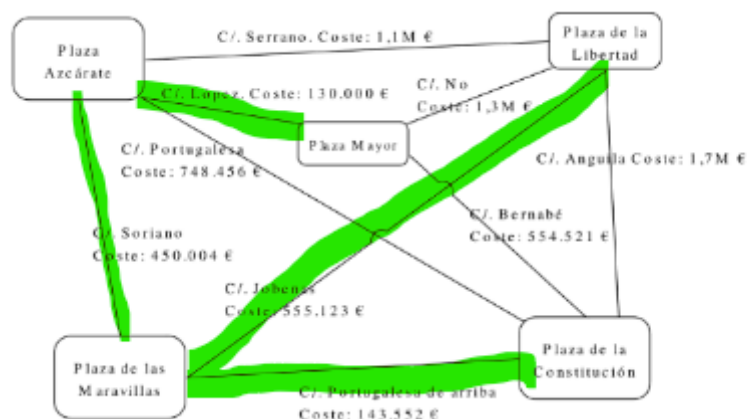 C/. Serrano. Coste: 1,1M €
Plaza de la
Libertad
Plaza
Azcárate
C/. López. Coste: 130.000 €
C/. No
Coste: 1,3M €
Plaza Mayor
C/. Portugalesa
Coste: 748.456 €
C/. Anguila Coste: 1,7M €
C/. Bernabé
Coste: 554.521 €
C/. Soriano
Coste: 450.004 €
C/. Jobenas
Coste: 555.123 €
Plaza de las
Maravillas
Plaza de la
Constitución
C/. Portugalesa de arriba
Coste: 143.552 €